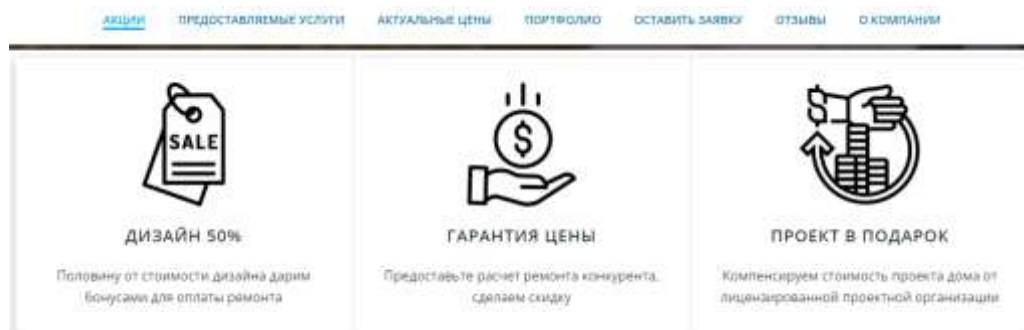 АКЦИИ ПРЕДОСТАВЛЯЕМЫЕ УСЛУГИ АКТУАЛЬНЫЕ ЦЕНЫ ПОРТФОЛИО ОСТАВИТЬ ЗАЯВКУ ОТЗЫВЫ О КОМПАНИИ
SALE
ДИЗАЙН 50%
Половину от стоимости дизайна дарим
бонусами для оплаты ремонта
$
ГАРАНТИЯ ЦЕНЫ
Предоставьте расчет ремонта конкурента,
сделаем скидку
$
ПРОЕКТ В ПОДАРОК
Компенсируем стоимость проекта дома от
лицензированной проектной организации